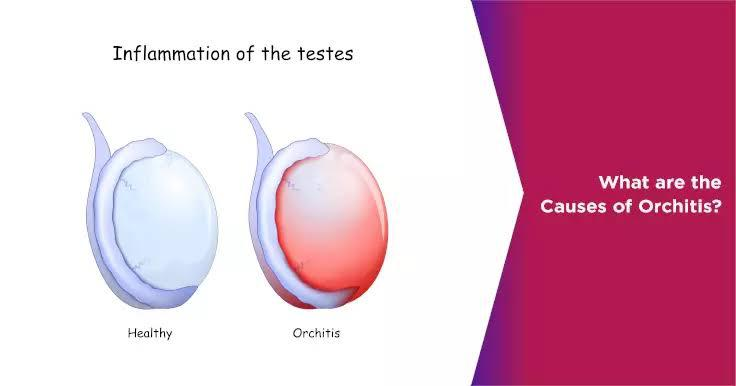 Inflammation of the testes
Healthy
Orchitis
What are the
Causes of Orchitis?